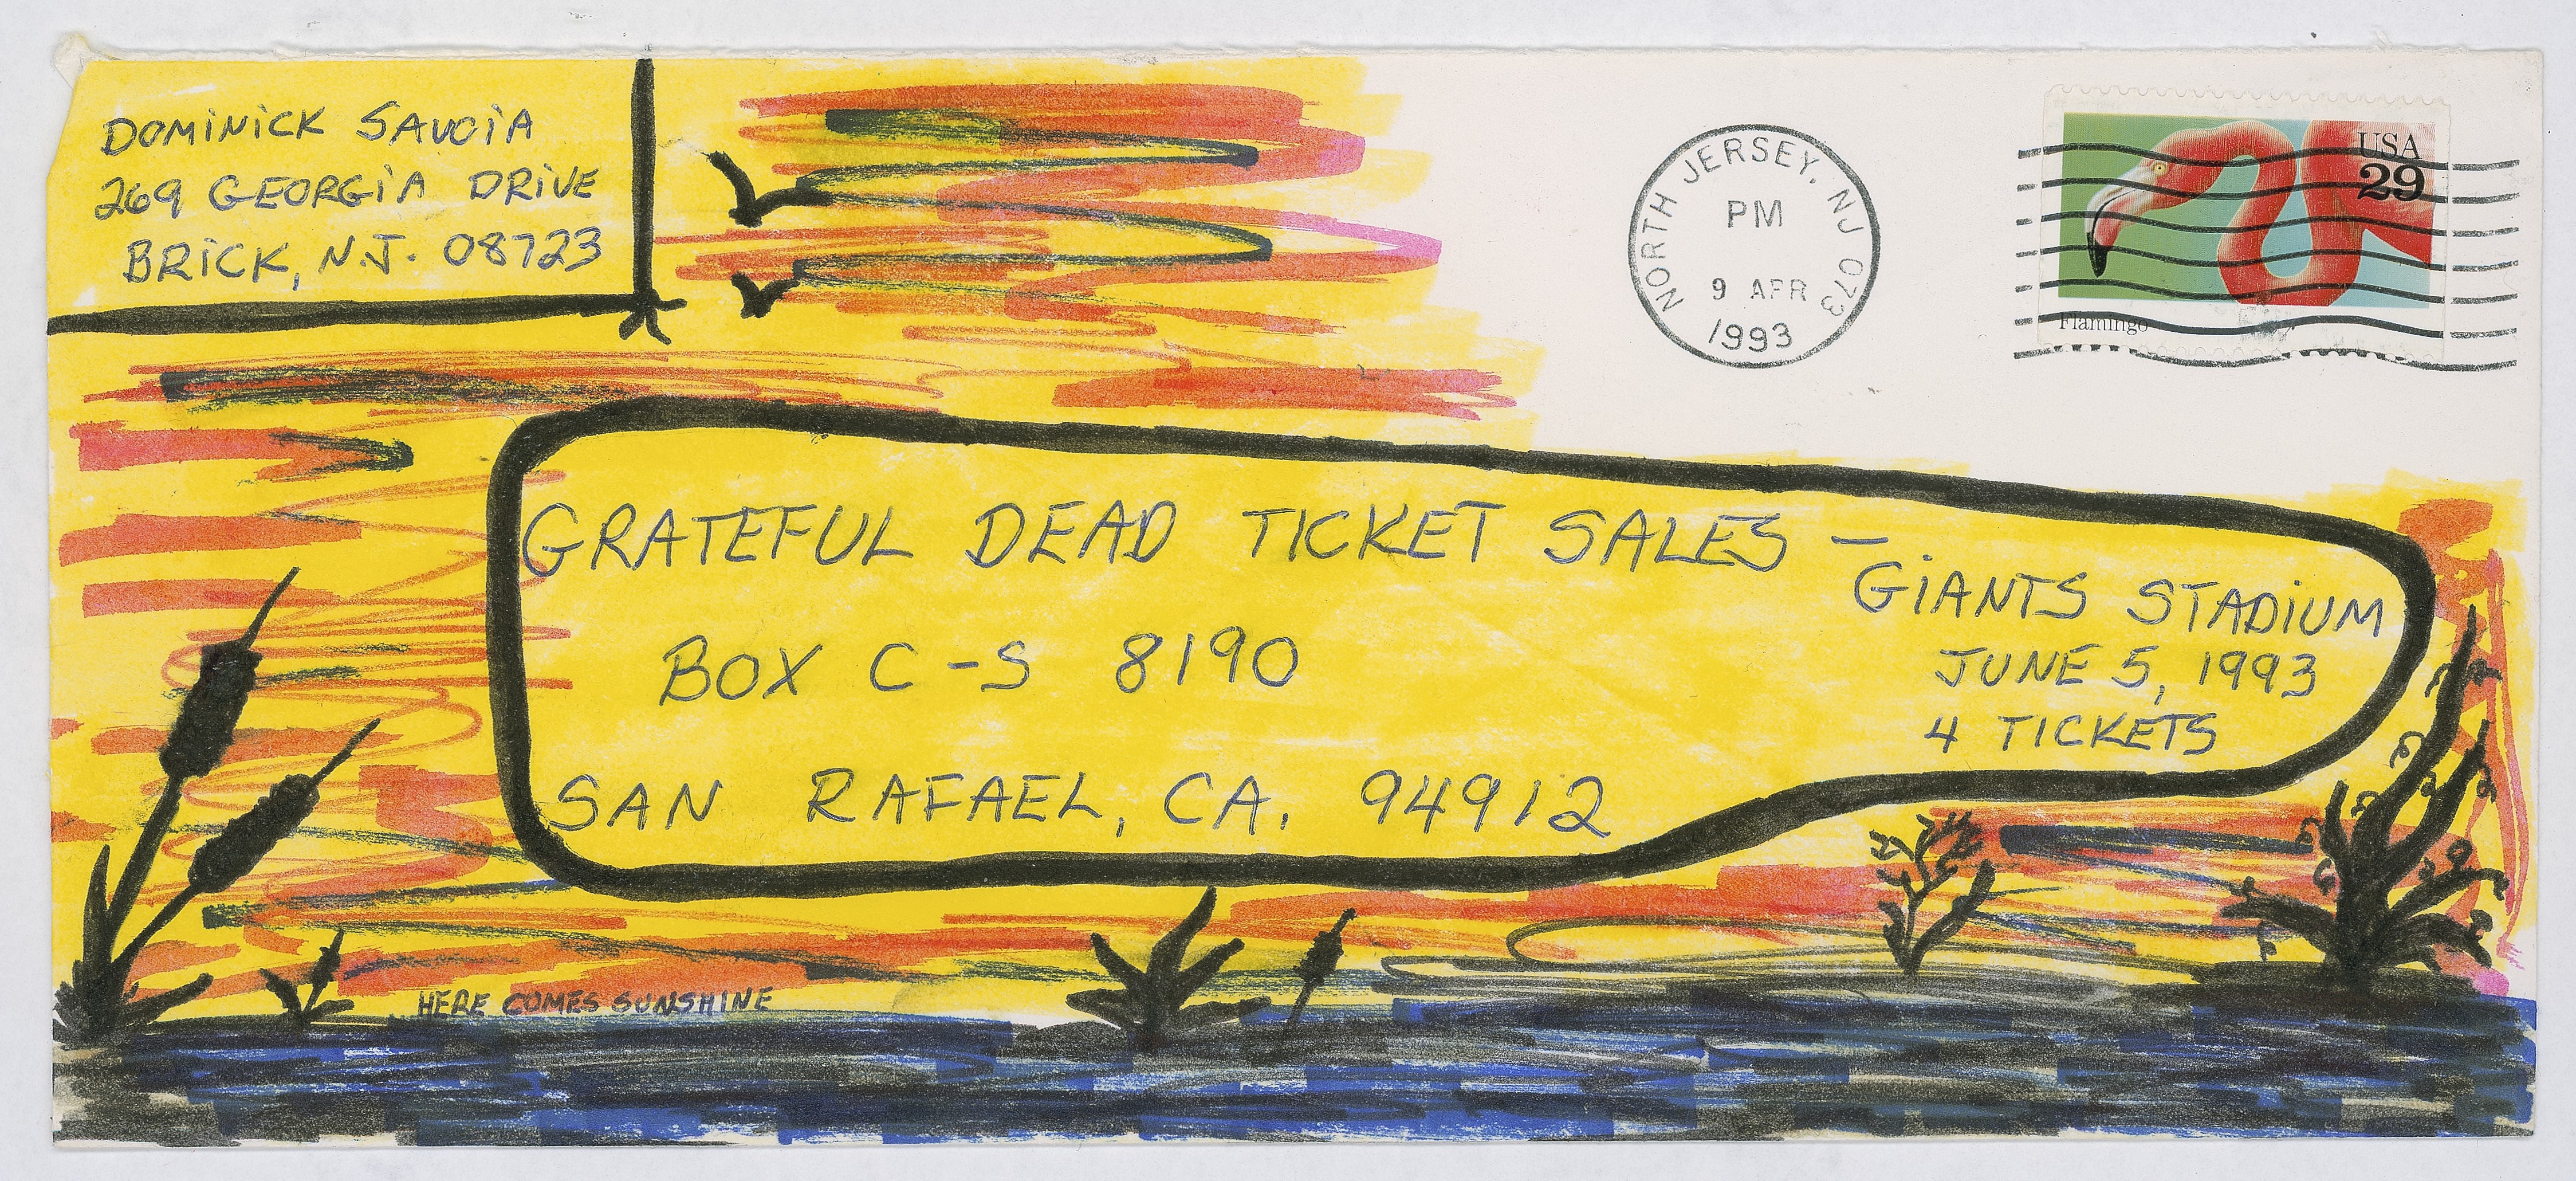 DOMINICK SAVOIA
269 GEORGIA DRIVE
BRICK, N.J. 08723
NORTH JERSEY, NJ 073
PM
9 APR
1993
USA
29
Flamingo
GRATEFUL DEAD TICKET SALES –
GIANTS STADIUM
JUNE 5, 1993
4 TICKETS
BOX C-S 8190
SAN RAFAEL, CA, 94912
HERE COMES SUNSHINE